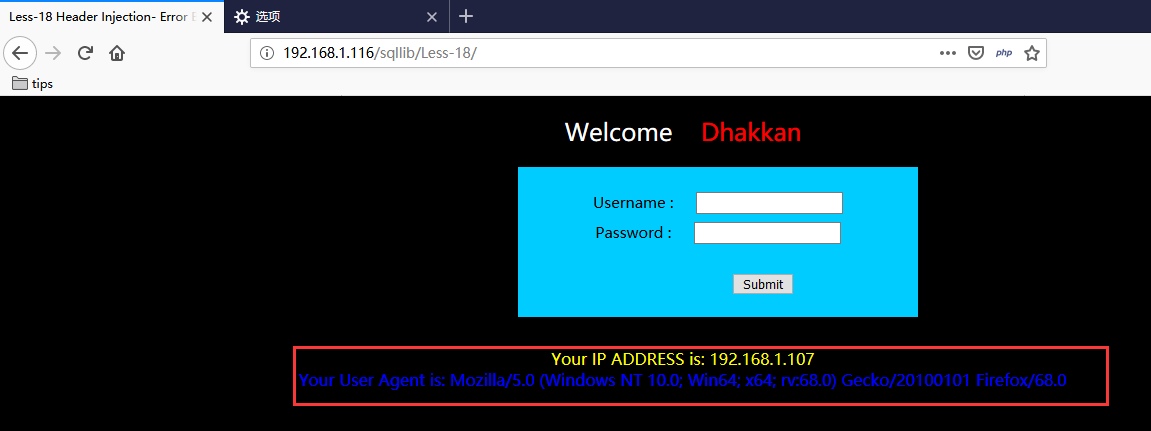 Less-18 Header Injection- Error B
选项
192.168.1.116/sqllib/Less-18/
php
tips
Welcome Dhakkan
Username :
Password :
Submit
Your IP ADDRESS is: 192.168.1.107
Your User Agent is: Mozilla/5.0 (Windows NT 10.0; Win64; x64; rv:68.0) Gecko/20100101 Firefox/68.0